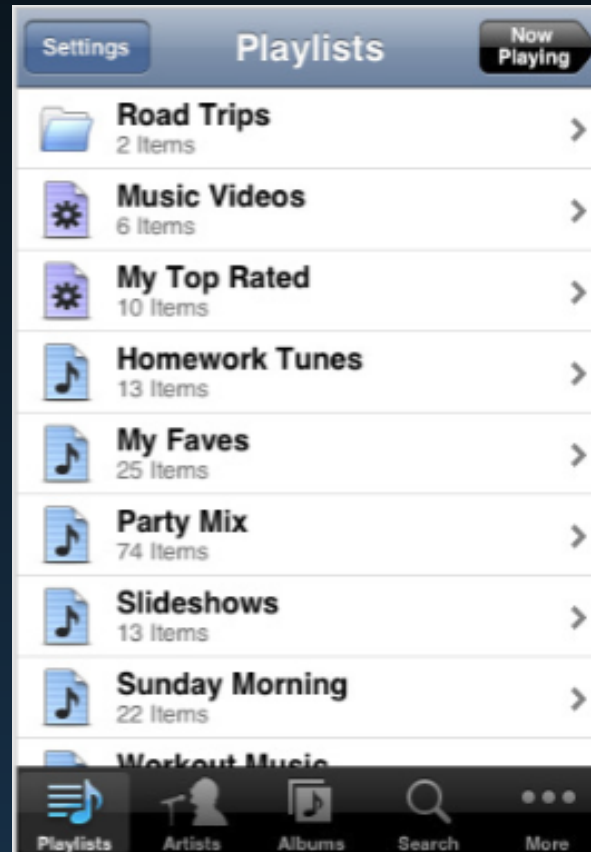 Settings
Playlists
Now
Playing
Road Trips
2 Items
Music Videos
6 Items
My Top Rated
10 Items
Homework Tunes
13 Items
My Faves
25 Items
Party Mix
74 Items
Slideshows
13 Items
Sunday Morning
22 Items
Workout Music
Playlists
Artists
Albums
Search
More